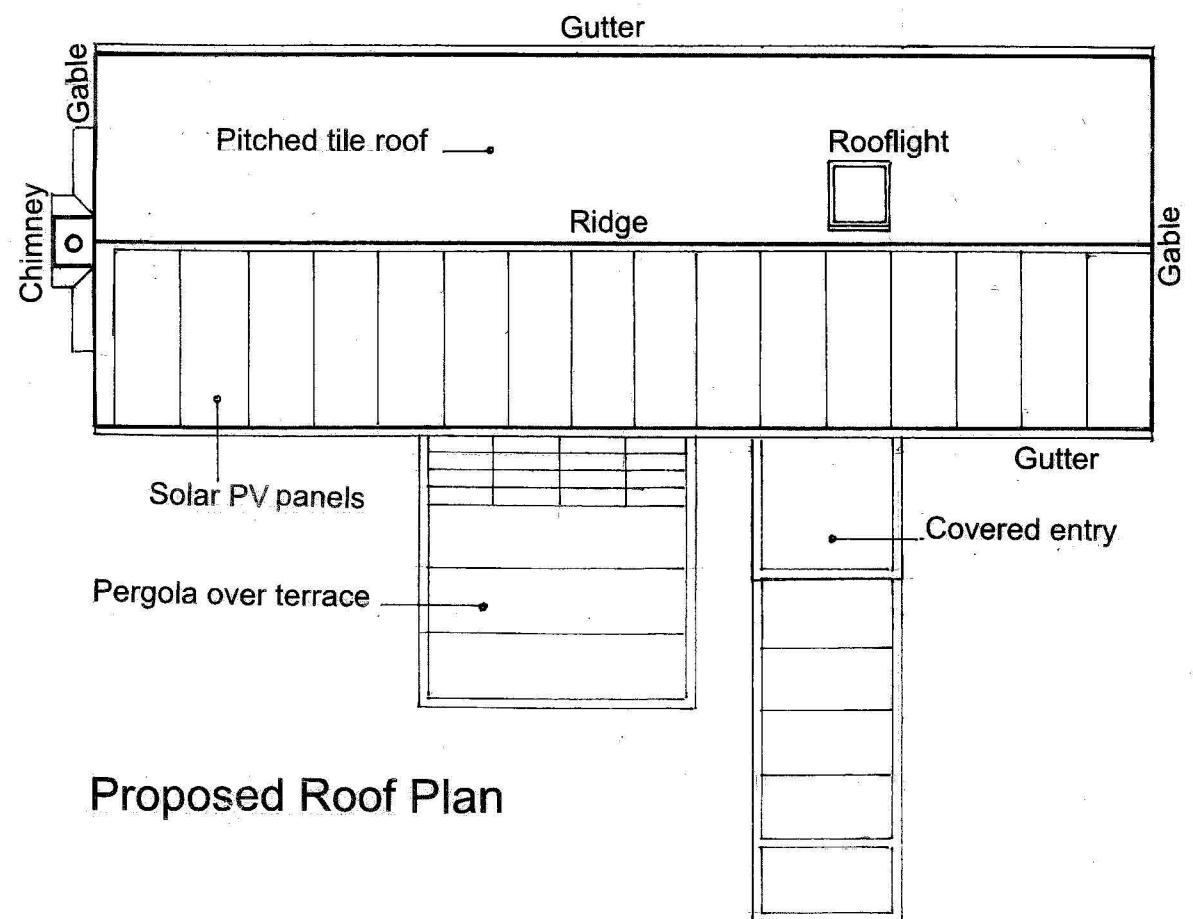 Gutter
Gable
Pitched tile roof
Rooflight
Chimney
Ridge
Gable
Gutter
Solar PV panels
Covered entry
Pergola over terrace
Proposed Roof Plan